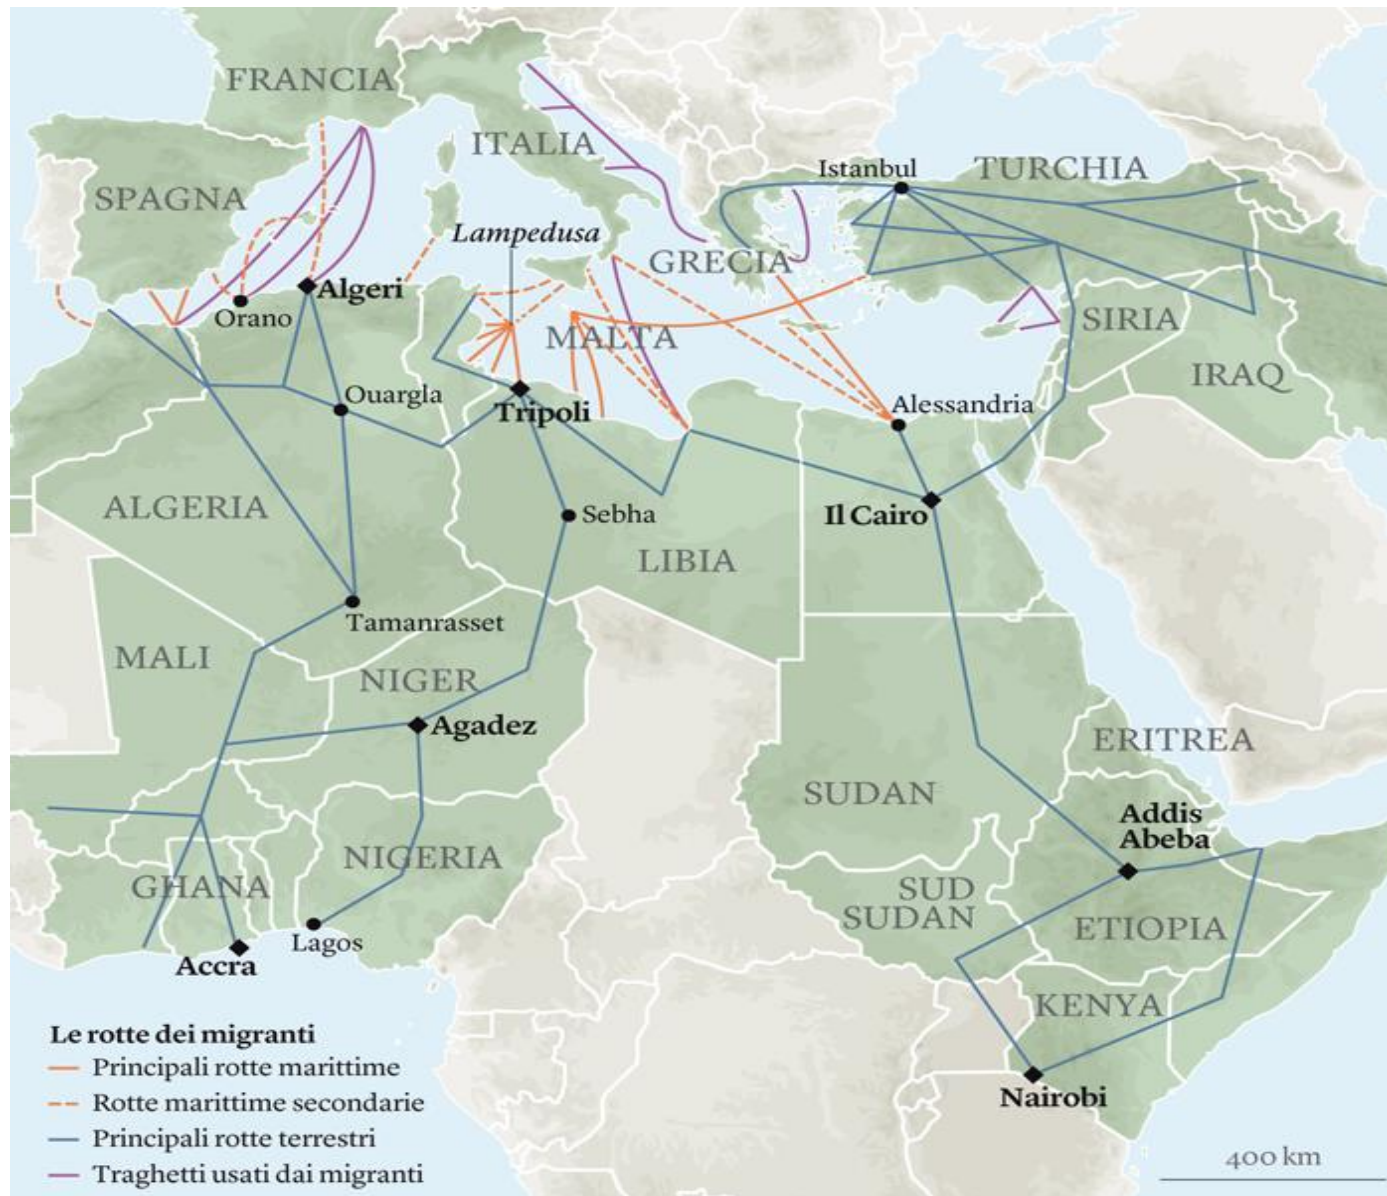 FRANCIA
ITALIA
SPAGNA
Istanbul
TURCHIA
Lampedusa
GRECIA
Algeri
Orano
MALTA
SIRIA
IRAQ
Ouargla
Tripoli
Alessandria
ALGERIA
Sebha
Il Cairo
LIBIA
Tamanrasset
MALI
NIGER
Agadez
ERITREA
SUDAN
Addis
Abeba
NIGERIA
GHANA
SUD
SUDAN
ETIOPIA
Lagos
Accra
KENYA
Nairobi
Le rotte dei migranti
Principali rotte marittime
Rotte marittime secondarie
Principali rotte terrestri
Traghetti usati dai migranti
400 km